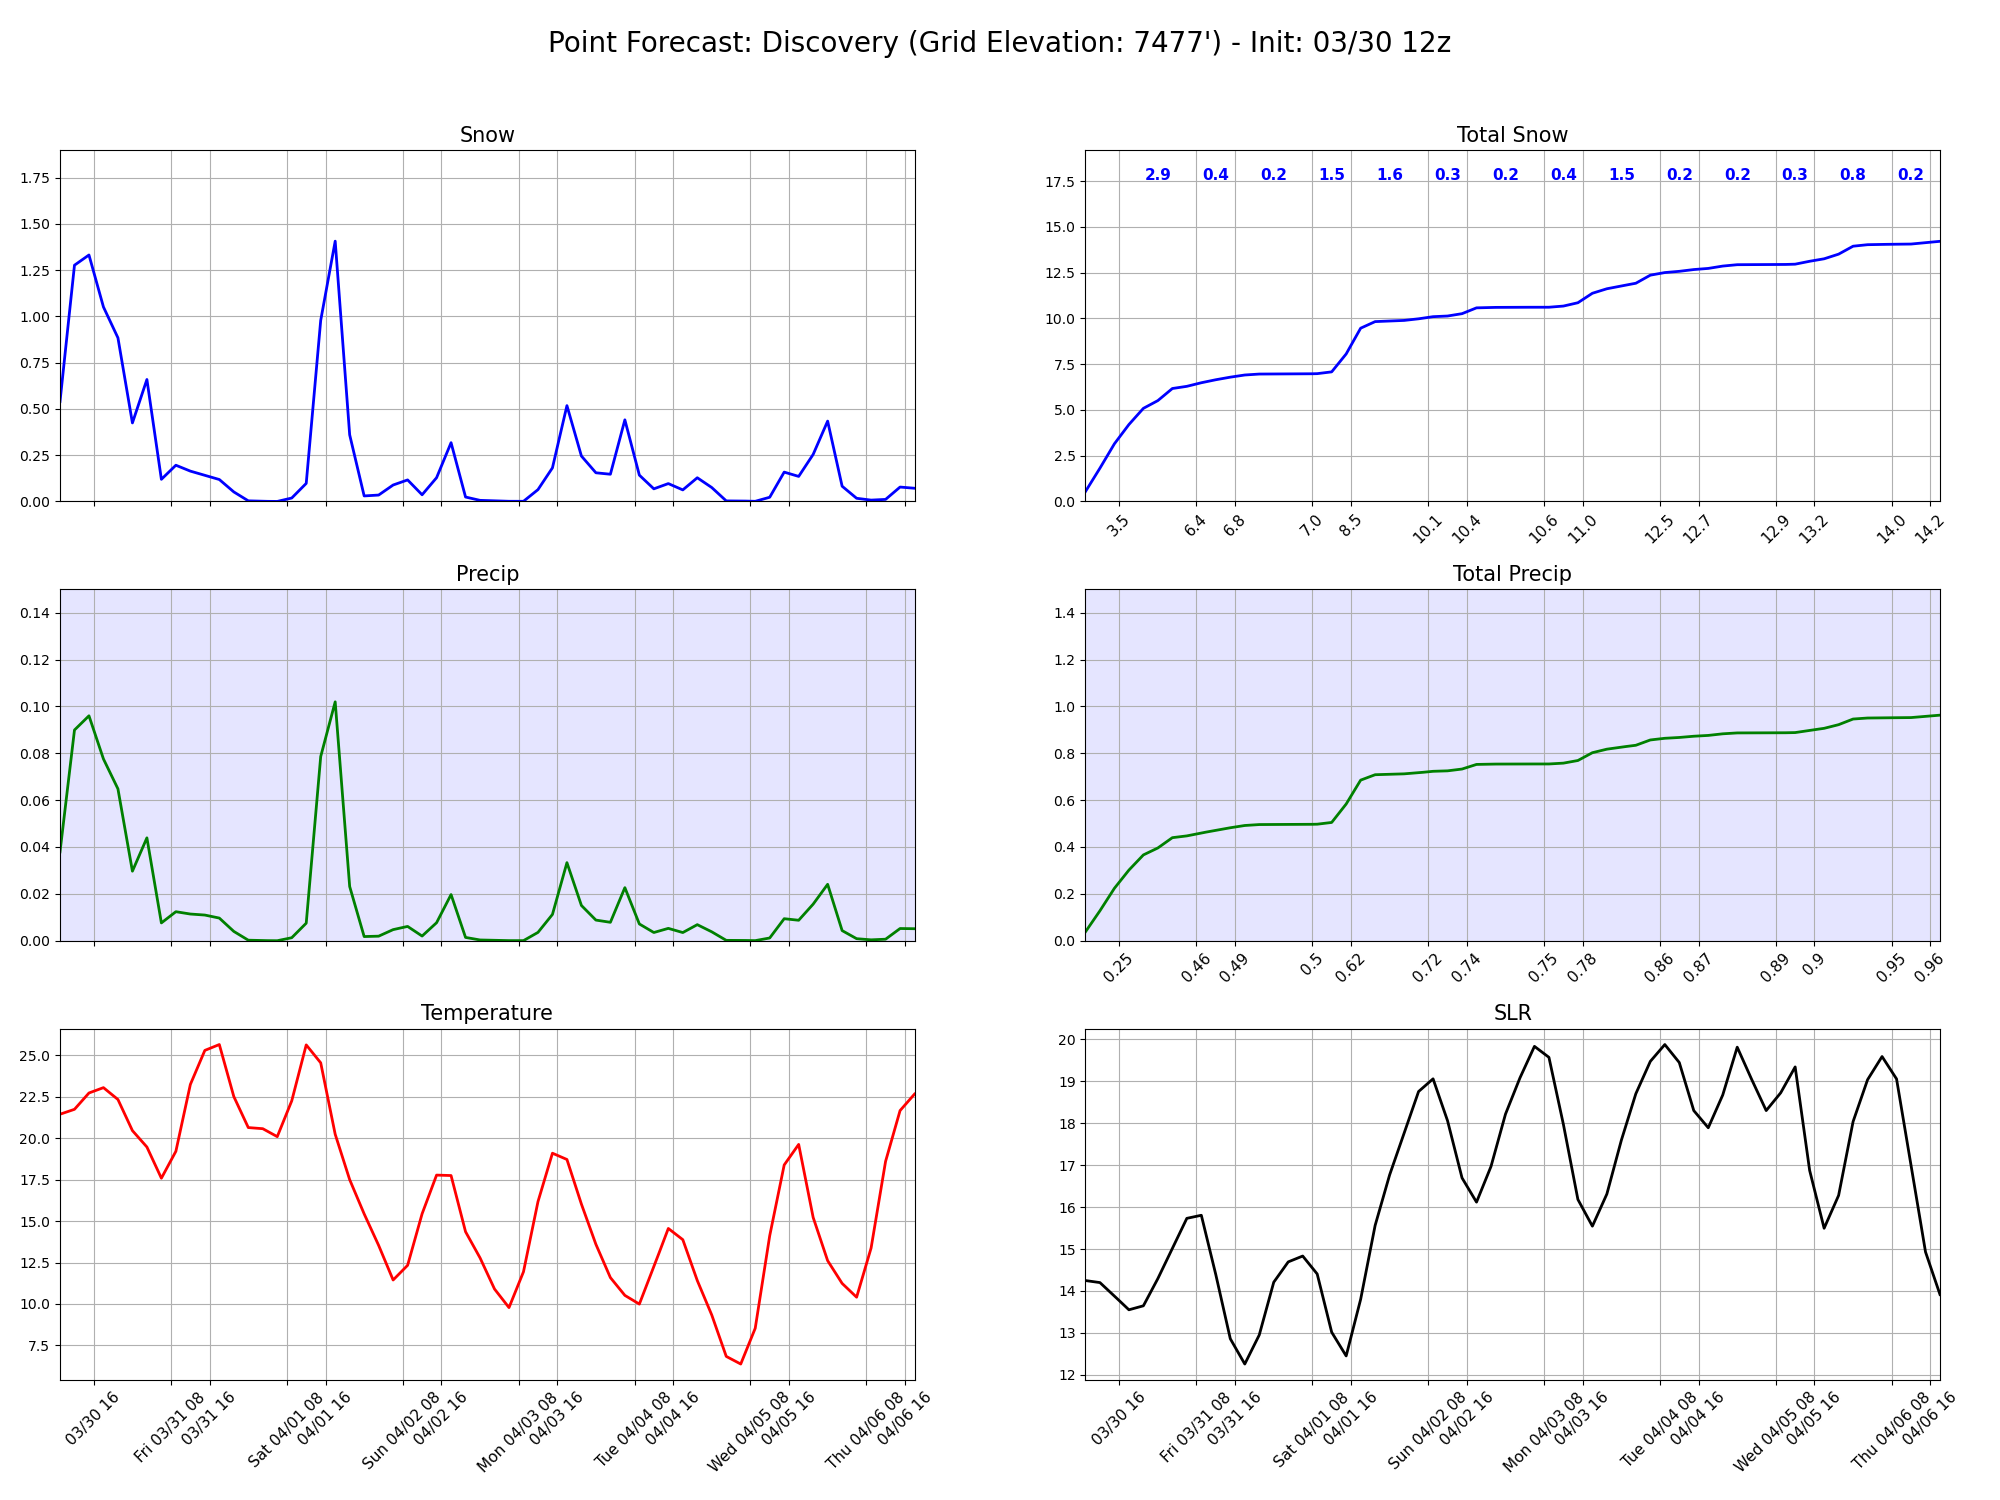 Point Forecast: Discovery (Grid Elevation: 7477') - Init: 03/30 12z
Snow
1.75
1.50
1.25
1.00
0.75
0.50
0.25
0.00
Total Snow
2.9 0.4 0.2 1.5 1.6 0.3 0.2 0.4 1.5 0.2 0.2 0.3 0.8 0.2
17.5
15.0
12.5
10.0
7.5
5.0
2.5
0.0
3.5 6.4 6.8 7.0 8.5 10.1 10.4 10.6 11.0 12.5 12.7 12.9 13.2 14.0 14.2
Precip
0.14
0.12
0.10
0.08
0.06
0.04
0.02
0.00
Total Precip
1.4
1.2
1.0
0.8
0.6
0.4
0.2
0.0
0.25 0.46 0.49 0.5 0.62 0.72 0.74 0.75 0.78 0.86 0.87 0.89 0.9 0.95 0.96
Temperature
25.0
22.5
20.0
17.5
15.0
12.5
10.0
7.5
03/30 16
Fri 03/31 08
03/31 16
Sat 04/01 08
04/01 16
Sun 04/02 08
04/02 16
Mon 04/03 08
04/03 16
Tue 04/04 08
04/04 16
Wed 04/05 08
04/05 16
Thu 04/06 08
04/06 16
SLR
20
19
18
17
16
15
14
13
12
03/30 16
Fri 03/31 08
03/31 16
Sat 04/01 08
04/01 16
Sun 04/02 08
04/02 16
Mon 04/03 08
04/03 16
Tue 04/04 08
04/04 16
Wed 04/05 08
04/05 16
Thu 04/06 08
04/06 16